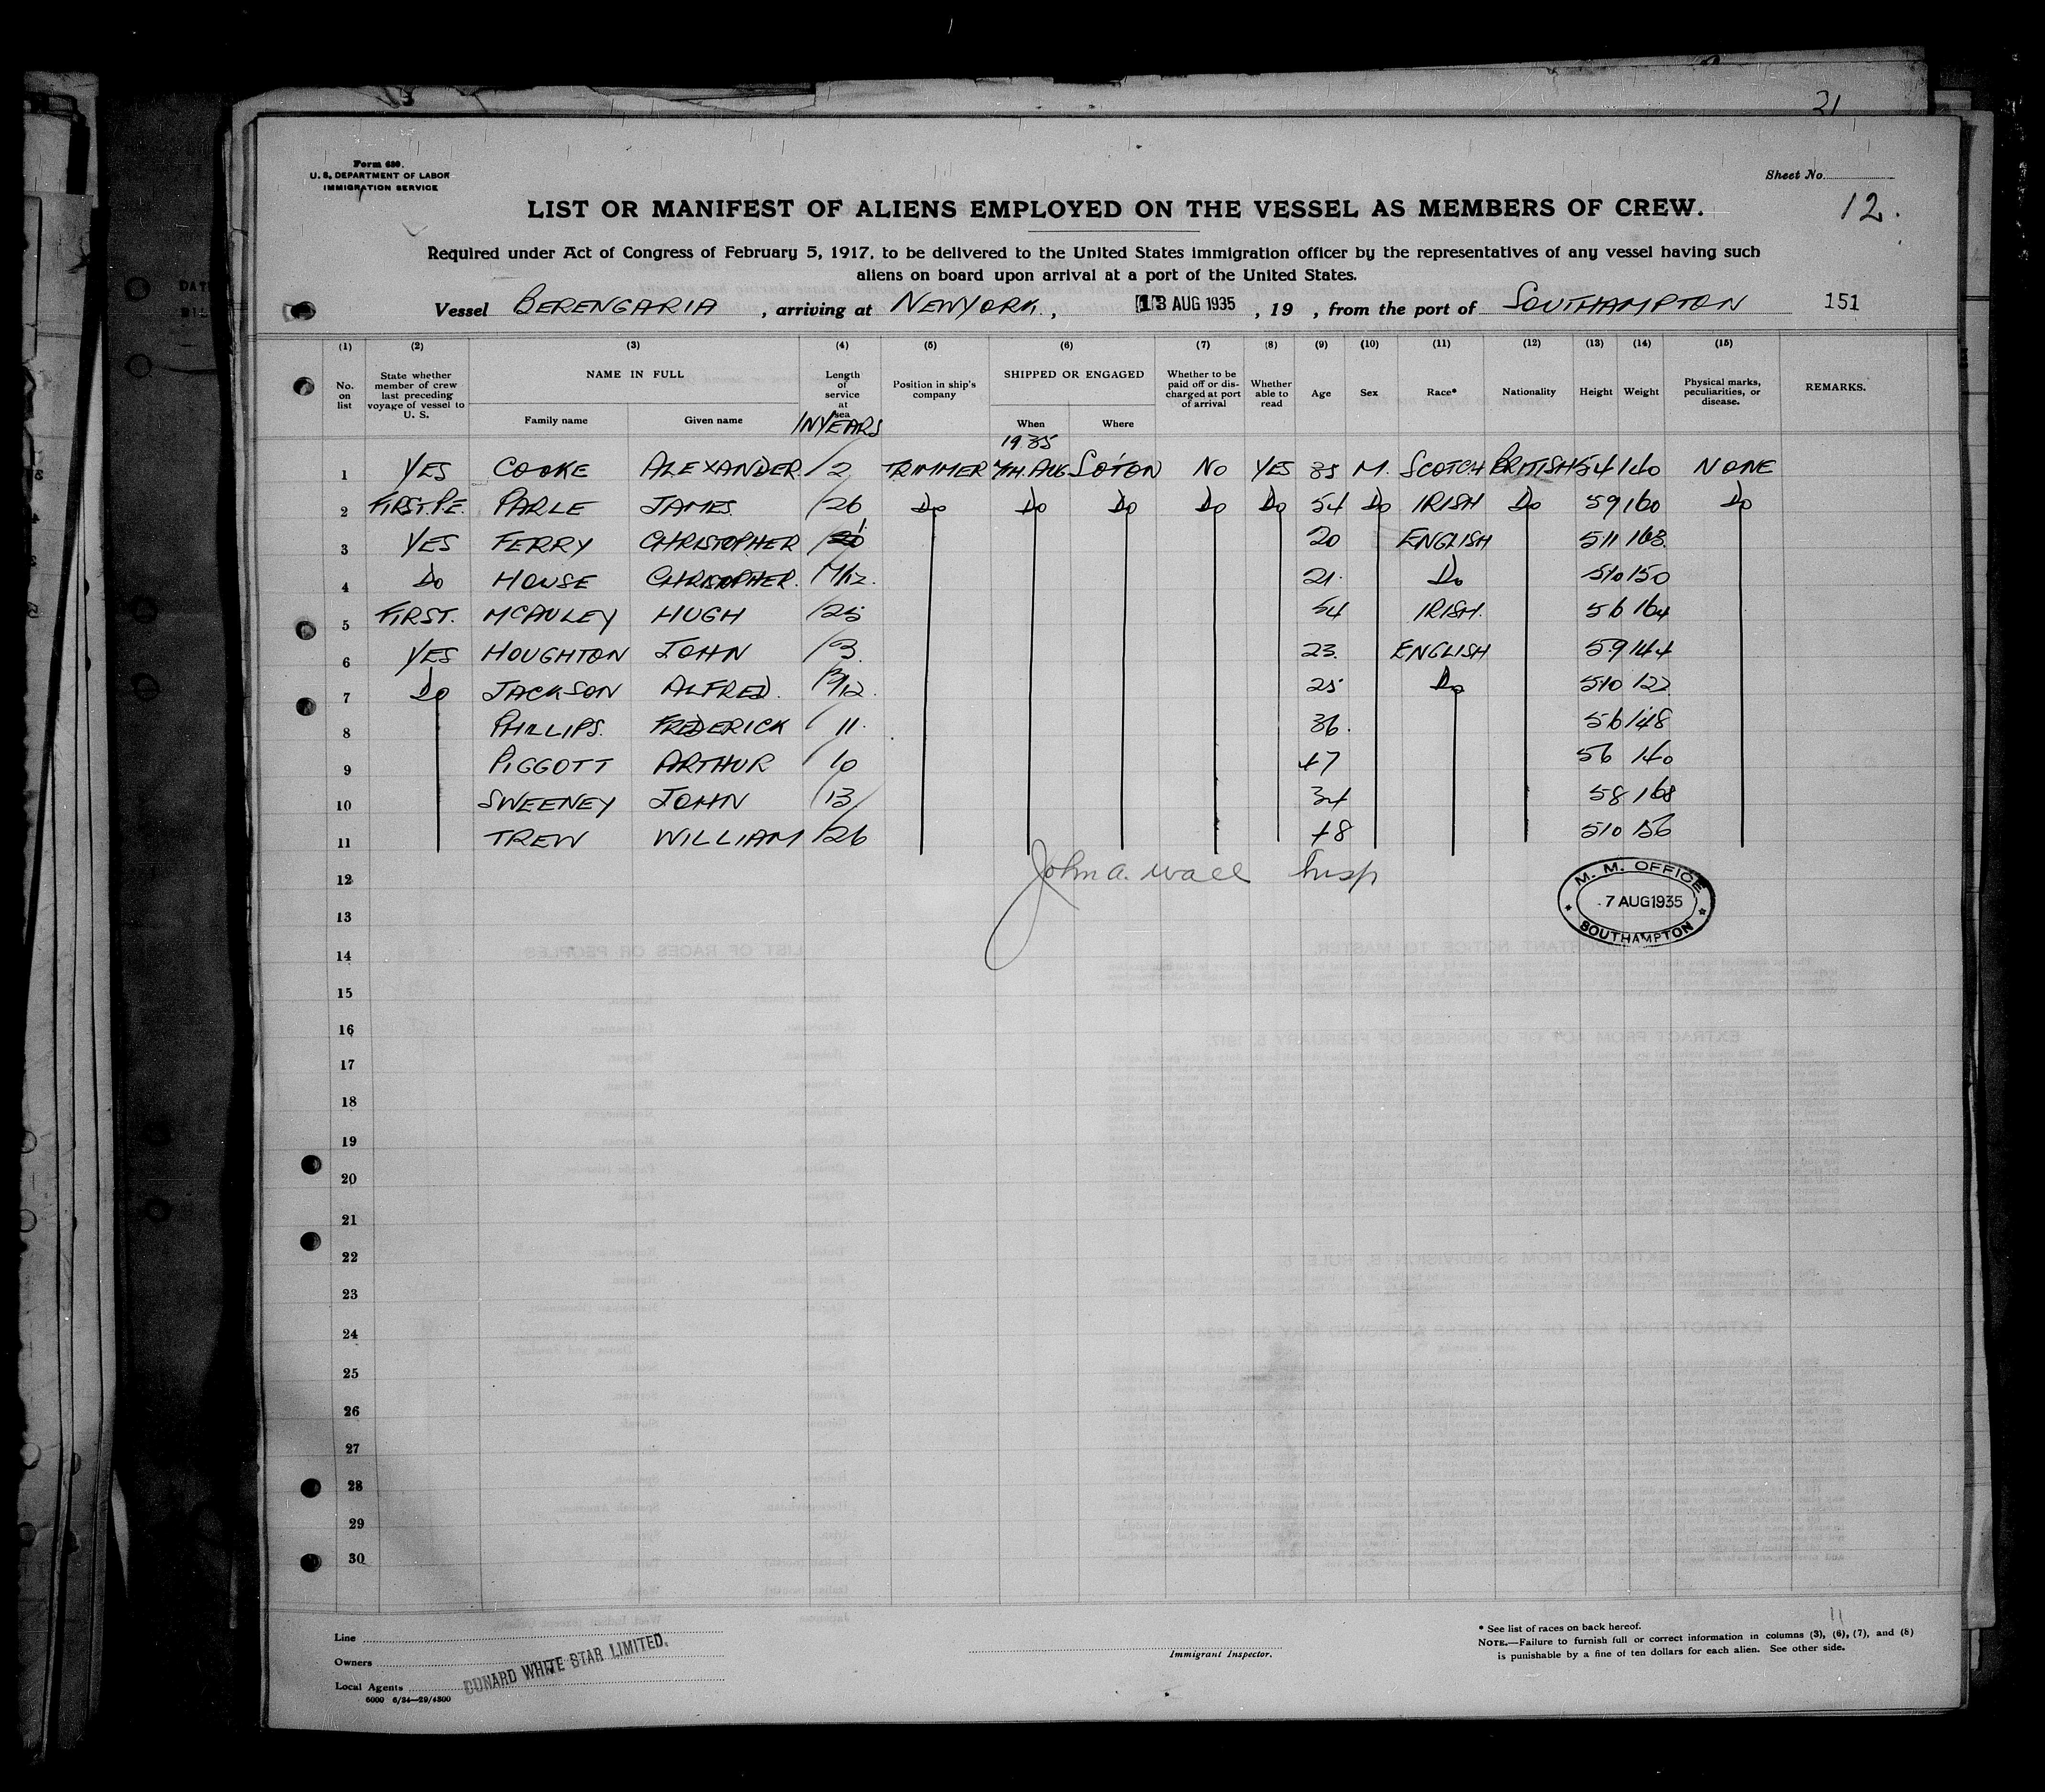 31
Form 680.
U. S. DEPARTMENT OF LABOR
IMMIGRATION SERVICE
Sheet No.
12.
LIST OR MANIFEST OF ALIENS EMPLOYED ON THE VESSEL AS MEMBERS OF CREW.
Required under Act of Congress of February 5, 1917, to be delivered to the United States immigration officer by the representatives of any vessel having such
aliens on board upon arrival at a port of the United States.
Vessel BERENGARIA , arriving at NEWYORK. , 13 AUG 1935 , 19 , from the port of SOUTHAMPTON 151
(1) (2) (3) (4) (5) (6) (7) (8) (9) (10) (11) (12) (13) (14) (15)
No. on list State whether member of crew last preceding voyage of vessel to U. S. NAME IN FULL Family name Given name Length of service at sea IN YEARS Position in ship's company SHIPPED OR ENGAGED When Where Whether to be paid off or discharged at port of arrival Whether able to read Age Sex Race* Nationality Height Weight Physical marks, peculiarities, or disease. REMARKS.
1935
1 YES COOKE ALEXANDER 2 TRIMMER 7TH.AUG SO'TON NO YES 35 M. SCOTCH BRITISH 54 140 NONE
2 FIRST.P.E. PARLE JAMES 26 Do Do Do Do Do 54 Do IRISH Do 59 160 Do
3 YES FERRY CHRISTOPHER 1 20 ENGLISH 511 168
4 Do HOUSE CHRISTOPHER. 21. Do 510 150
5 FIRST. MCAULEY HUGH 25 54 IRISH. 56 164
6 YES HOUGHTON JOHN 3 23. ENGLISH 59 144
7 Do JACKSON ALFRED. 25 Do 510 122
8 PHILLIPS. FREDERICK 11. 36. 56 148
9 PIGGOTT ARTHUR 10 47 56 140
10 SWEENEY JOHN 13 34 58 168
11 TREW WILLIAM 26 48 510 156
12 John A. Wall Insp
M. M. OFFICE
7 AUG 1935
SOUTHAMPTON
13
14
15
16
17
18
19
20
21
22
23
24
25
26
27
28
29
30
Line
Owners
Local Agents
CUNARD WHITE STAR LIMITED.
6000 6/34—29/4300
Immigrant Inspector.
11
* See list of races on back hereof.
NOTE.—Failure to furnish full or correct information in columns (3), (6), (7), and (8)
is punishable by a fine of ten dollars for each alien. See other side.